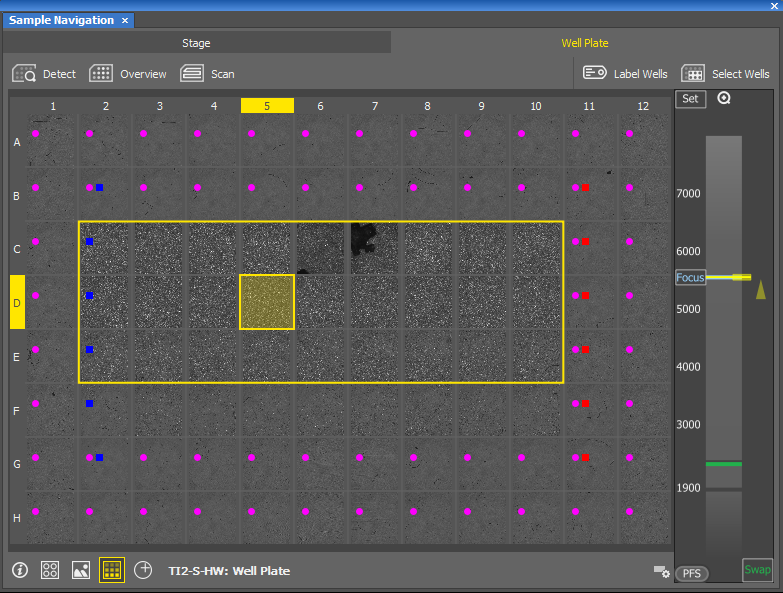 Sample Navigation ×
Stage Well Plate
Detect Overview Scan Label Wells Select Wells
1 2 3 4 5 6 7 8 9 10 11 12
Set
A
B
C
D
E
F
G
H
7000
6000
Focus
5000
4000
3000
1900
TI2-S-HW: Well Plate
PFS
Swap